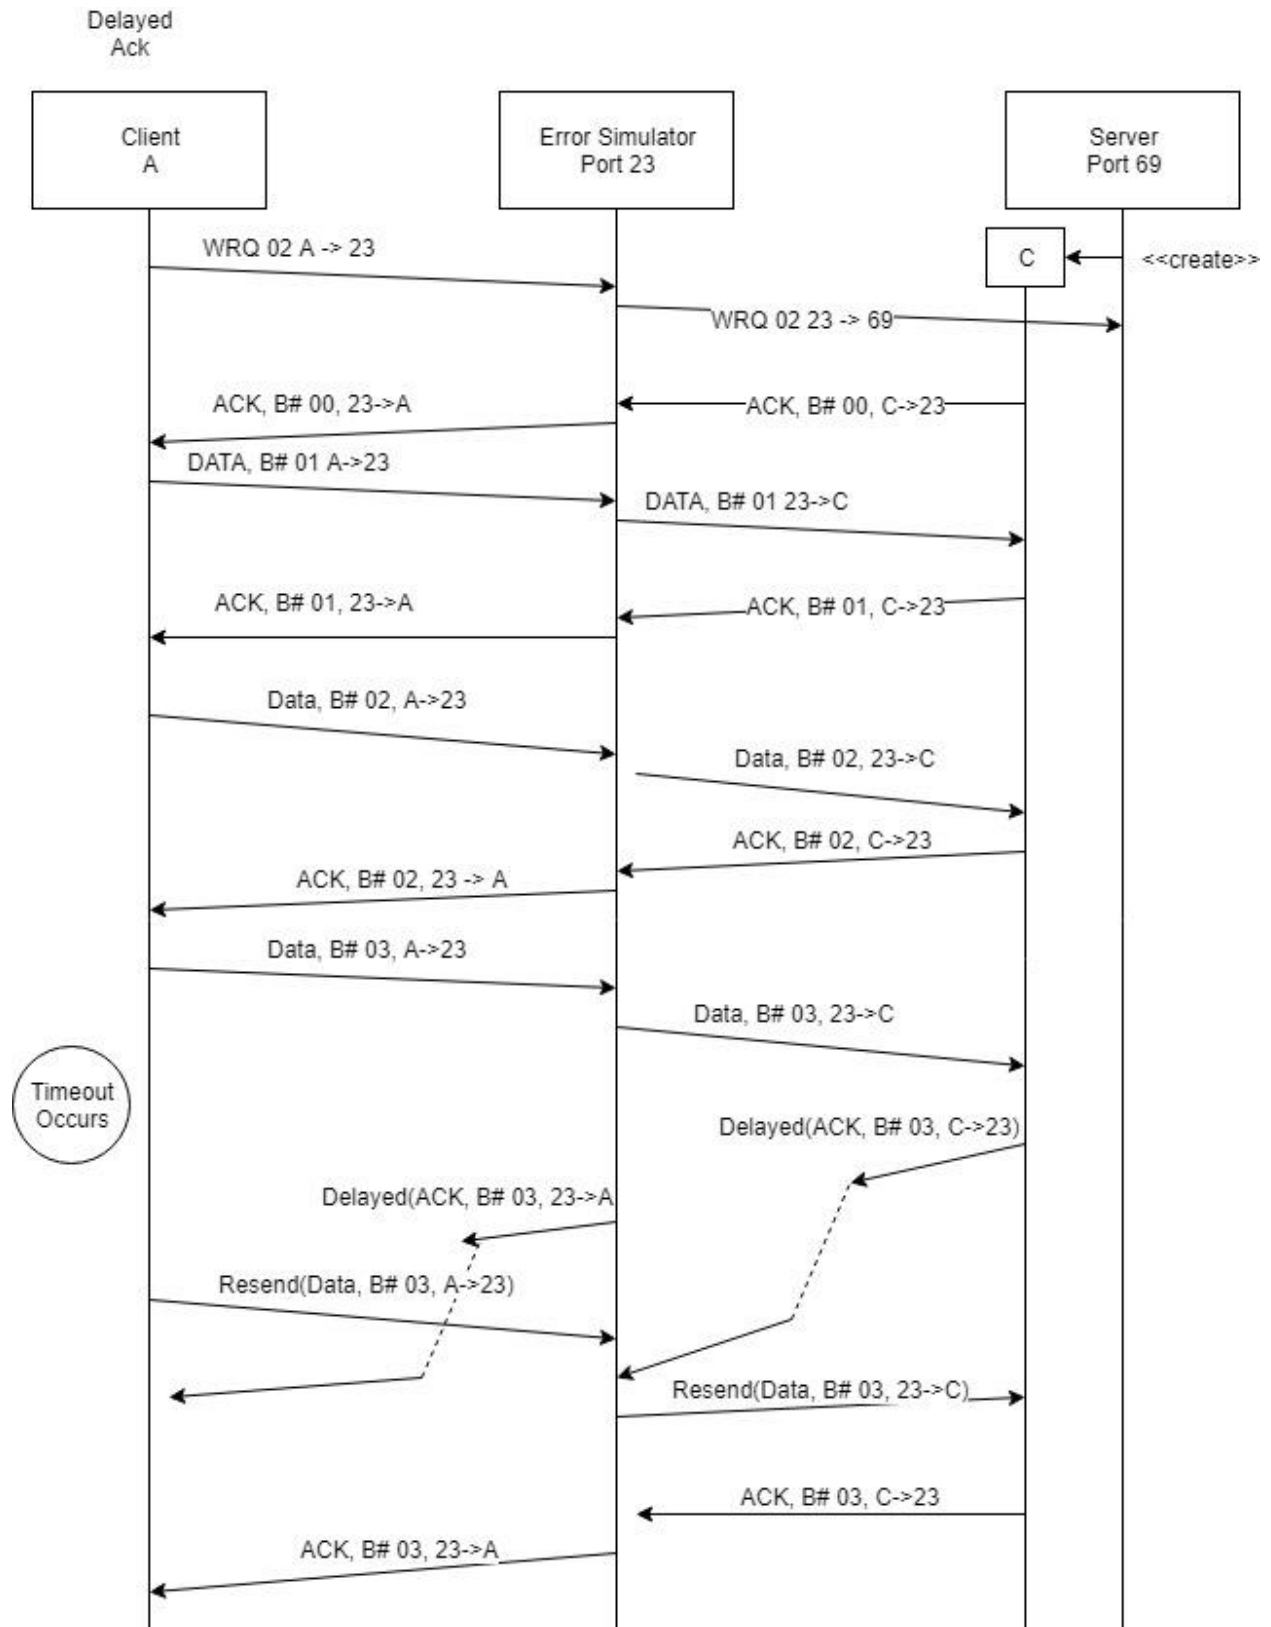 Delayed
Ack
Client
A
Error Simulator
Port 23
Server
Port 69
WRQ 02 A -> 23
C
<<create>>
WRQ 02 23 -> 69
ACK, B# 00, 23->A
ACK, B# 00, C->23
DATA, B# 01 A->23
DATA, B# 01 23->C
ACK, B# 01, 23->A
ACK, B# 01, C->23
Data, B# 02, A->23
Data, B# 02, 23->C
ACK, B# 02, C->23
ACK, B# 02, 23 -> A
Data, B# 03, A->23
Data, B# 03, 23->C
Timeout
Occurs
Delayed(ACK, B# 03, C->23)
Delayed(ACK, B# 03, 23->A
Resend(Data, B# 03, A->23)
Resend(Data, B# 03, 23->C)
ACK, B# 03, C->23
ACK, B# 03, 23->A